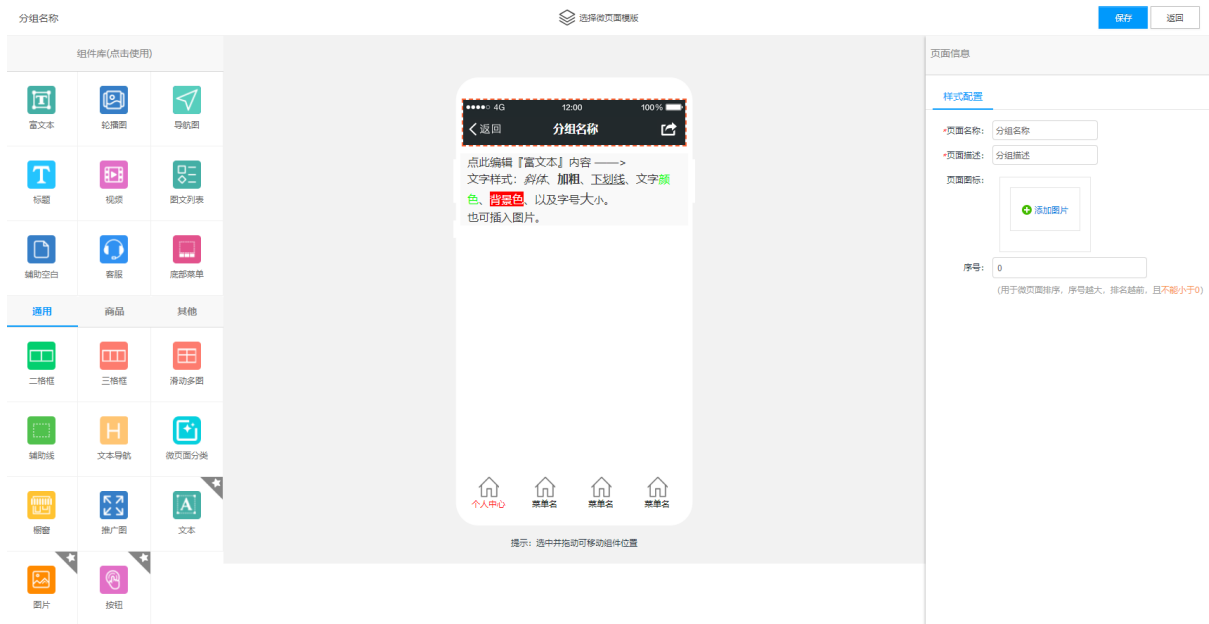 分组名称
选择微页面模版
保存
返回
组件库(点击使用)
富文本
轮播图
导航图
标题
视频
图文列表
辅助空白
客服
底部菜单
通用
商品
其他
二格框
三格框
滑动多图
辅助线
文本导航
微页面分类
橱窗
推广图
文本
图片
按钮
4G
12:00
100%
返回
分组名称
点此编辑『富文本』内容 ——>
文字样式：斜体、加粗、下划线、文字颜
色、背景色、以及字号大小。
也可插入图片。
个人中心
菜单名
菜单名
菜单名
提示：选中并拖动可移动组件位置
页面信息
样式配置
*页面名称： 分组名称
*页面描述： 分组描述
页面图标：
添加图片
序号： 0
(用于微页面排序，序号越大，排名越前，且不能小于0)